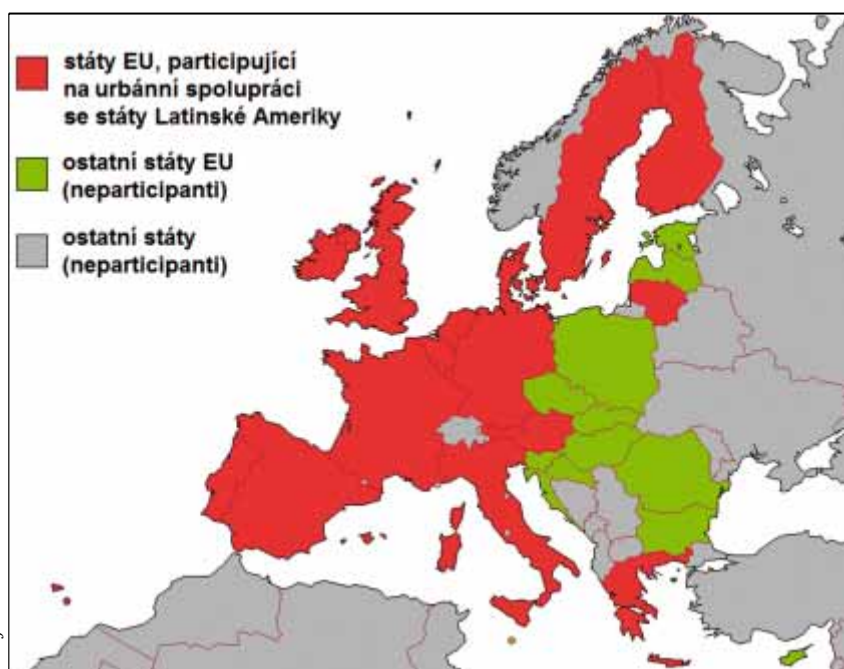 státy EU, participující
na urbánní spolupráci
se státy Latinské Ameriky
ostatní státy EU
(neparticipanti)
ostatní státy
(neparticipanti)